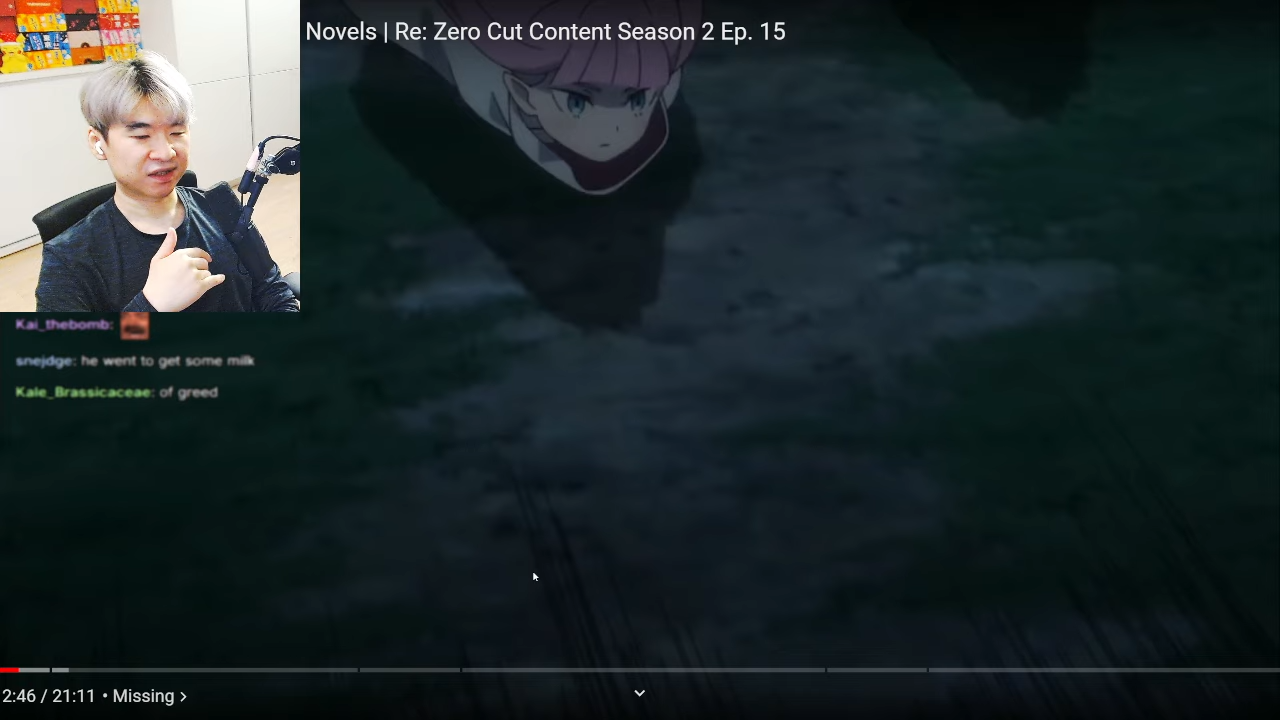 Novels | Re: Zero Cut Content Season 2 Ep. 15
Kai_thebomb:
snejdge: he went to get some milk
Kale_Brassicaceae: of greed
2:46 / 21:11 • Missing >